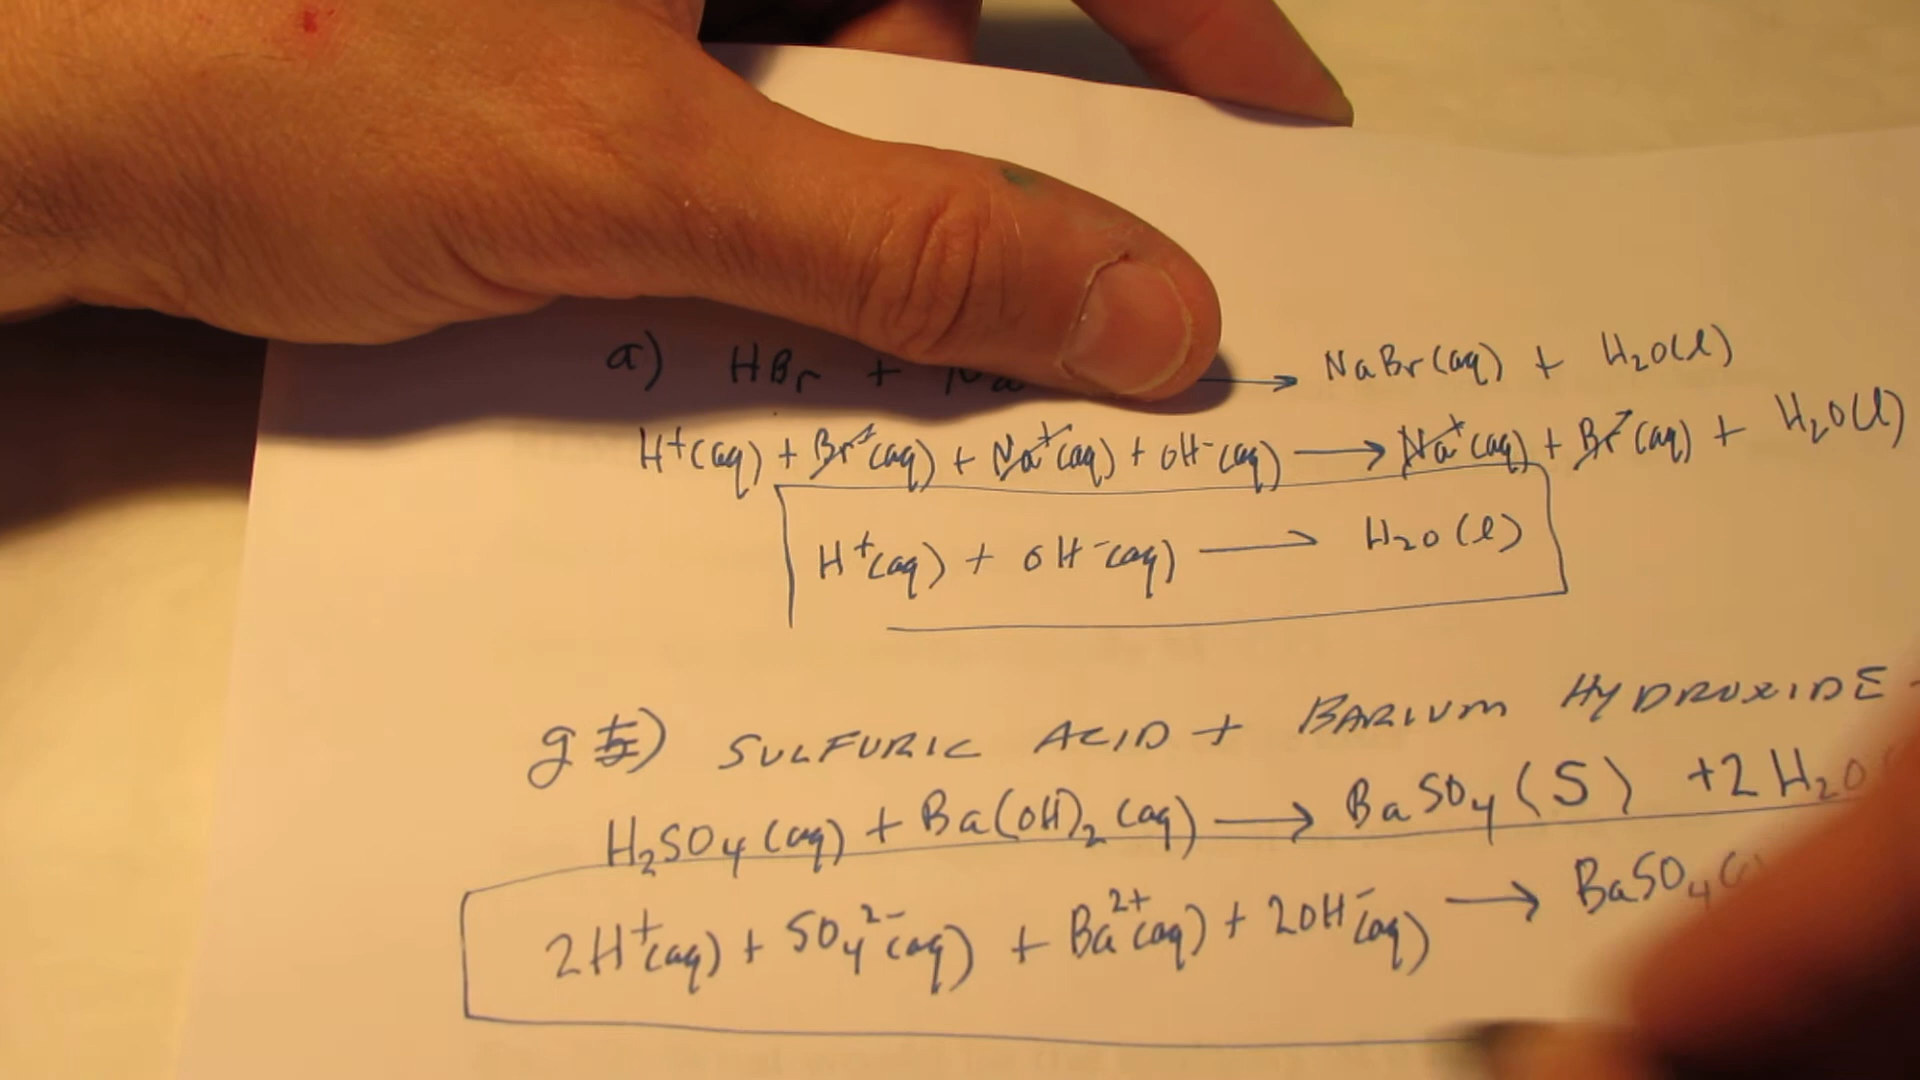 a) HBr + Na → NaBr(aq) + H₂O(l)
H⁺(aq) + Br⁻(aq) + Na⁺(aq) + OH⁻(aq) → Na⁺(aq) + Br⁻(aq) + H₂O(l)
H⁺(aq) + OH⁻(aq) → H₂O(l)
g) SULFURIC ACID + BARIUM HYDROXIDE
H₂SO₄(aq) + Ba(OH)₂(aq) → BaSO₄(S) + 2H₂O
2H⁺(aq) + SO₄²⁻(aq) + Ba²⁺(aq) + 2OH⁻(aq) → BaSO₄